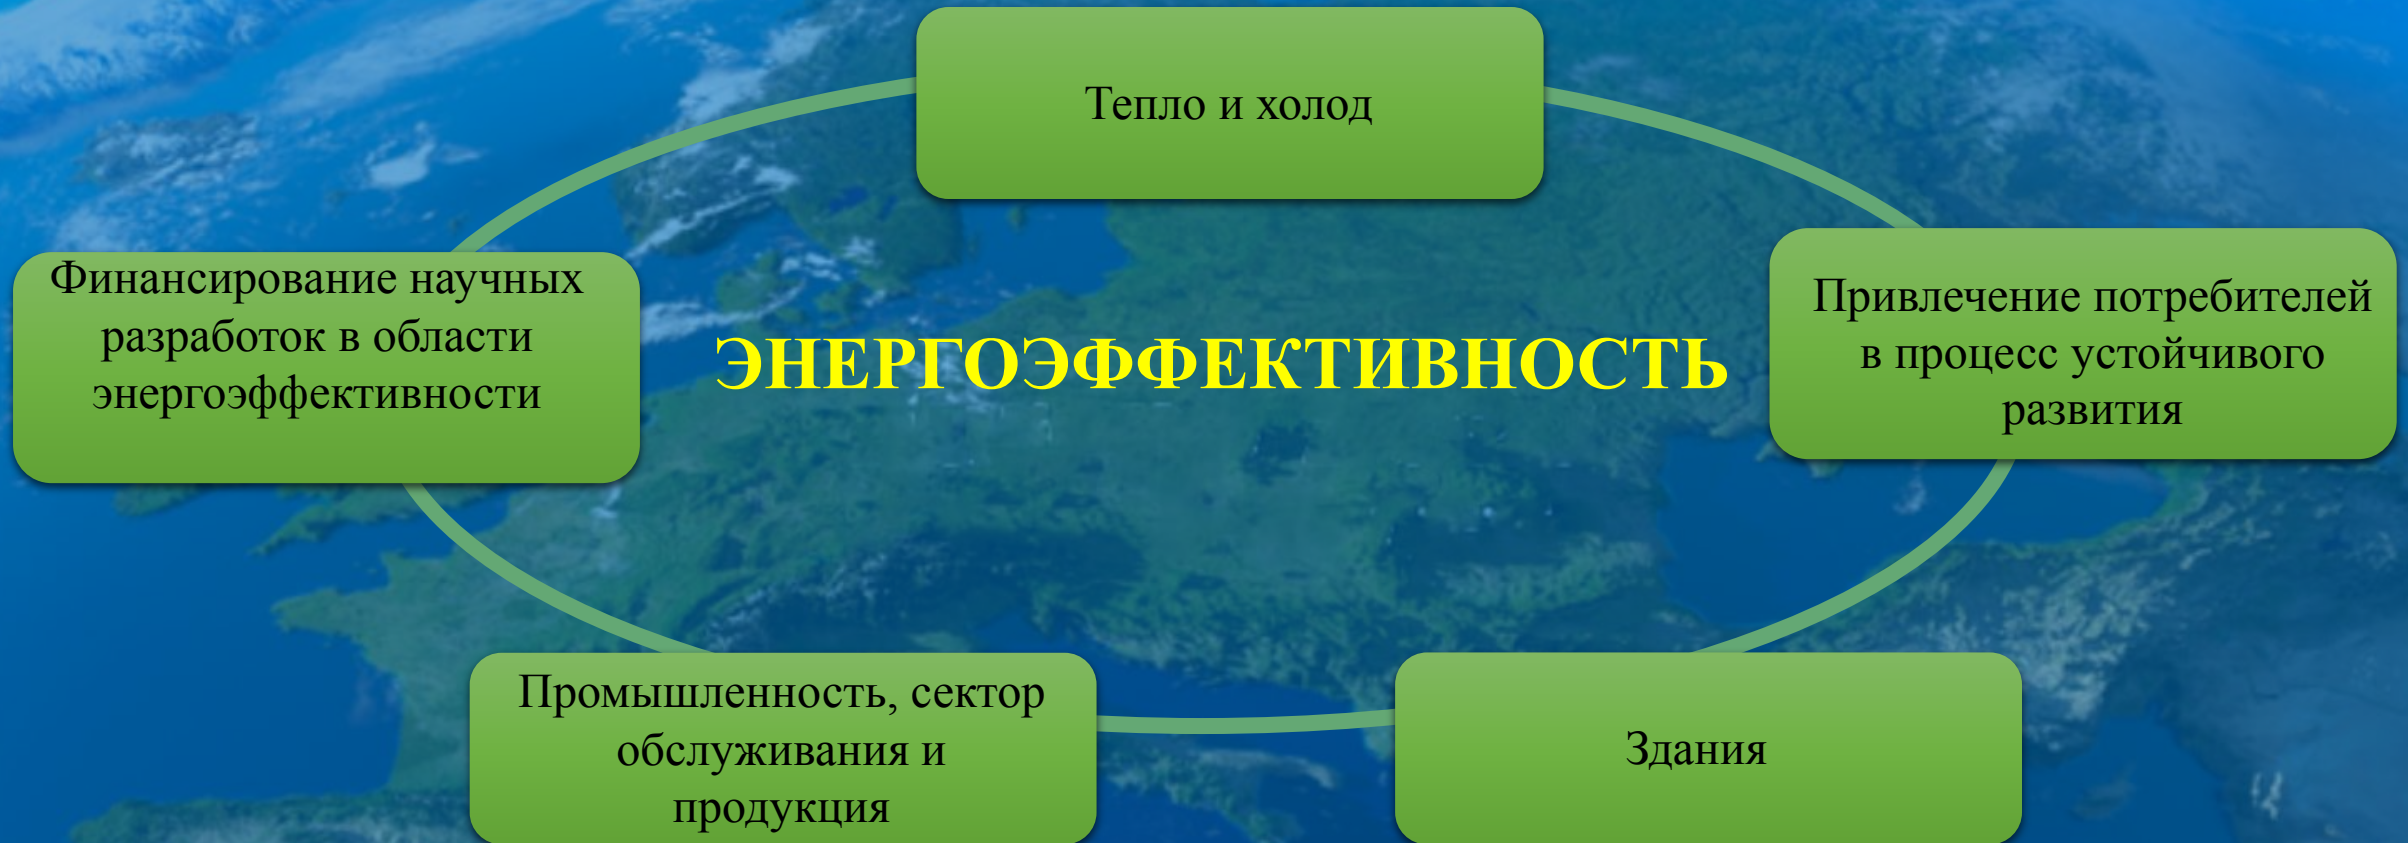 Тепло и холод
Финансирование научных
разработок в области
энергоэффективности
ЭНЕРГОЭФФЕКТИВНОСТЬ
Привлечение потребителей
в процесс устойчивого
развития
Промышленность, сектор
обслуживания и
продукция
Здания